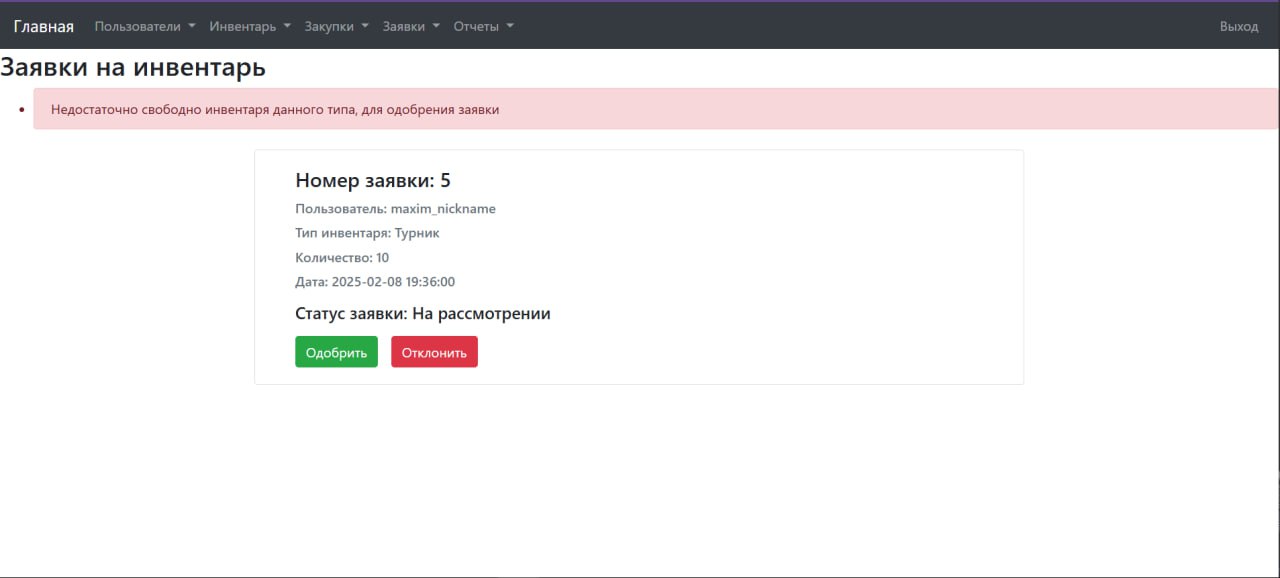 Главная Пользователи Инвентарь Закупки Заявки Отчеты Выход
Заявки на инвентарь
Недостаточно свободно инвентаря данного типа, для одобрения заявки
Номер заявки: 5
Пользователь: maxim_nickname
Тип инвентаря: Турник
Количество: 10
Дата: 2025-02-08 19:36:00
Статус заявки: На рассмотрении
Одобрить Отклонить